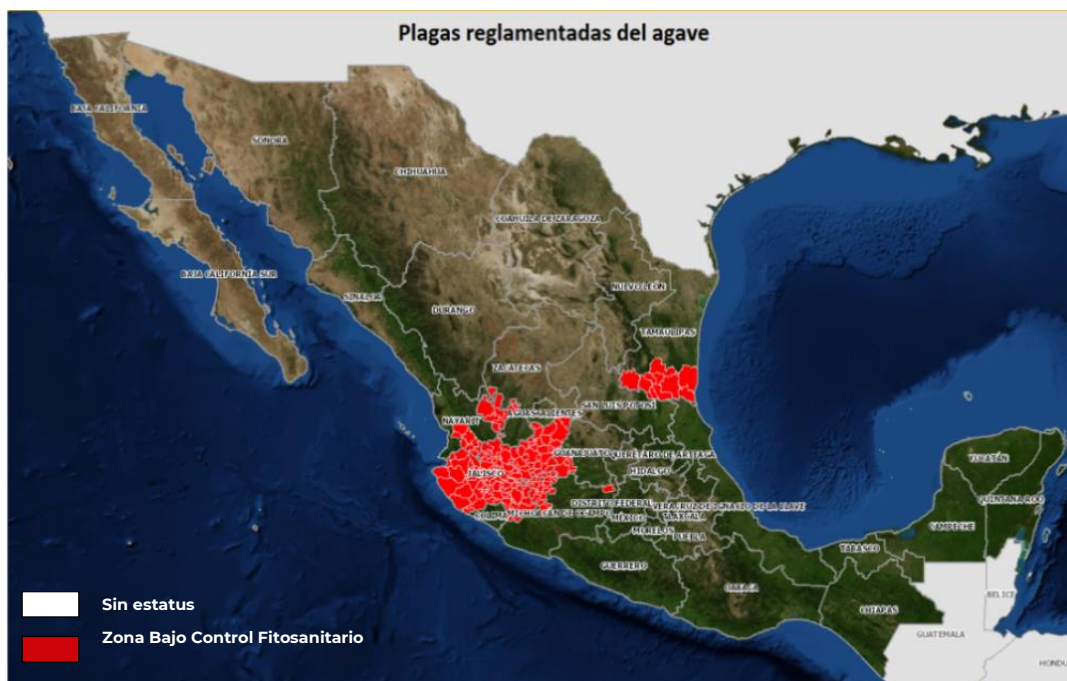 Plagas reglamentadas del agave
BAJA CALIFORNIA
SONORA
CHIHUAHUA
COAHUILA DE ZARAGOZA
BAJA CALIFORNIA SUR
NUEVO LEÓN
SINALOA
DURANGO
TAMAULIPAS
ZACATECAS
SAN LUIS POTOSÍ
AGUASCALIENTES
NAYARIT
GUANAJUATO
QUERÉTARO DE ARTEAGA
YUCATÁN
JALISCO
HIDALGO
QUINTANA ROO
DISTRITO FEDERAL
VERACRUZ DE IGNACIO DE LA LLAVE
COLIMA
MICHOACÁN DE OCAMPO
MÉXICO
TLAXCALA
CAMPECHE
MORELOS
PUEBLA
TABASCO
GUERRERO
OAXACA
BELICE
CHIAPAS
GUATEMALA
HONDU
Sin estatus
Zona Bajo Control Fitosanitario